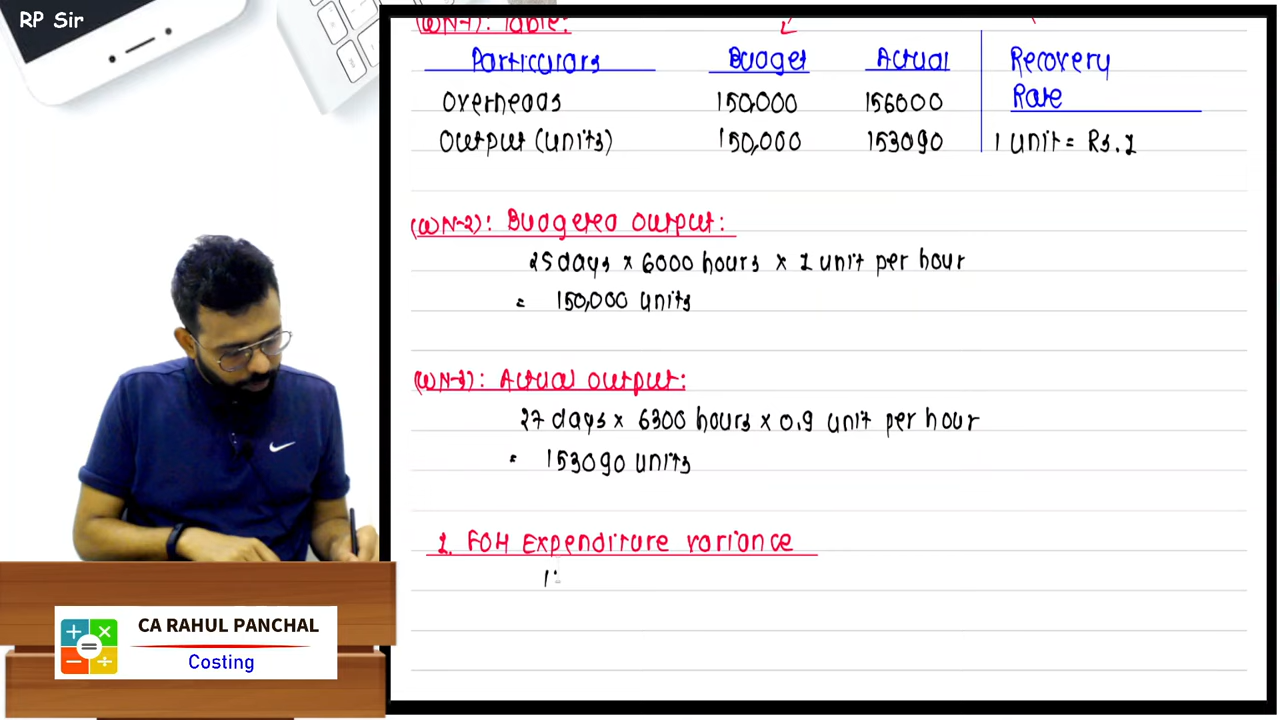 RP Sir
(WN-1): Table:
Particulars Budget Actual Recovery
Rate
Overheads 150,000 156000
Output (units) 150,000 153090 1 unit = Rs. 1
(WN-2): Budgeted Output:
25 days × 6000 hours × 1 unit per hour
= 150,000 units
(WN-3): Actual Output:
27 days × 6300 hours × 0.9 unit per hour
= 153090 units
1. FOH Expenditure variance
CA RAHUL PANCHAL
Costing